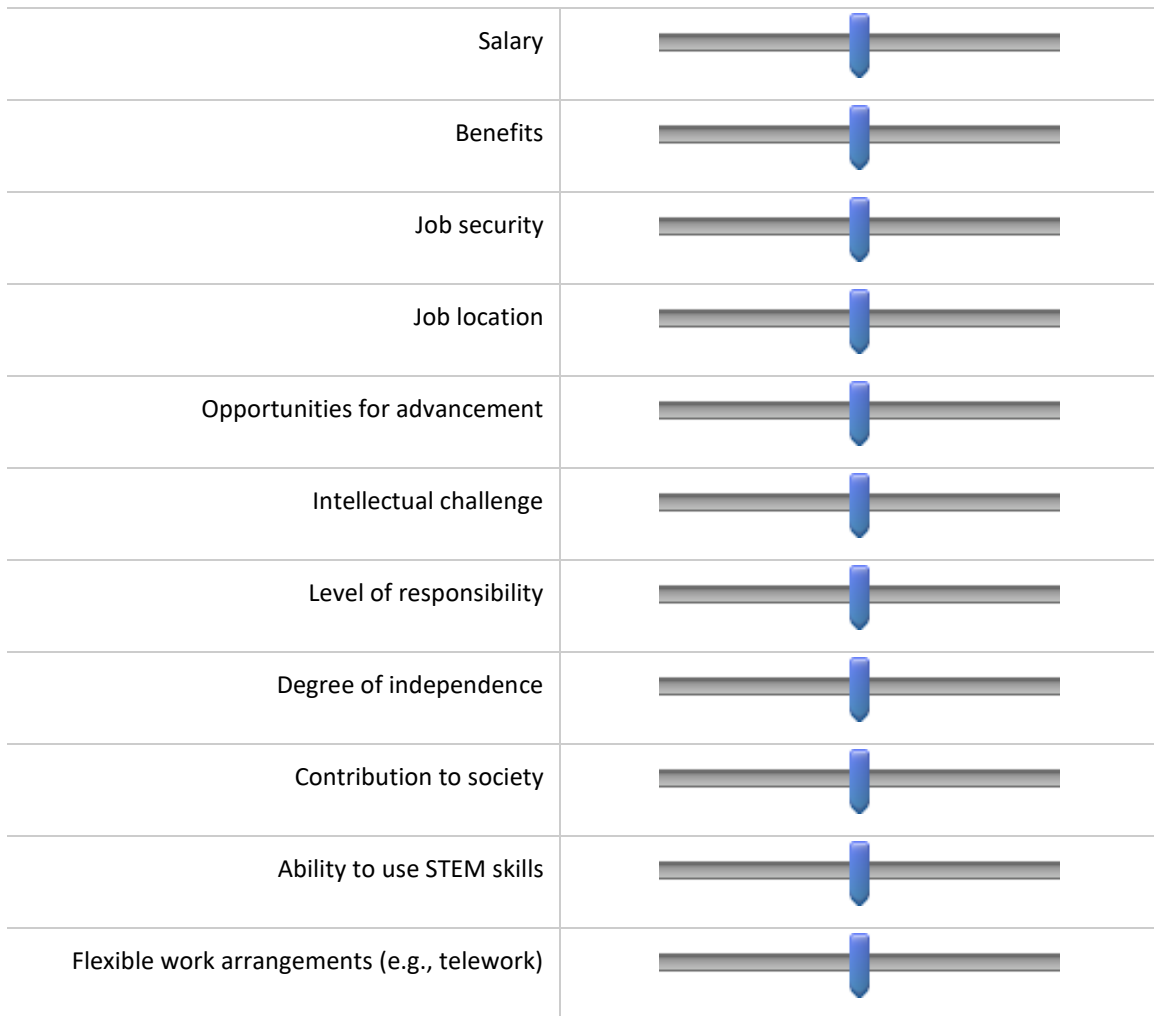 Salary
Benefits
Job security
Job location
Opportunities for advancement
Intellectual challenge
Level of responsibility
Degree of independence
Contribution to society
Ability to use STEM skills
Flexible work arrangements (e.g., telework)